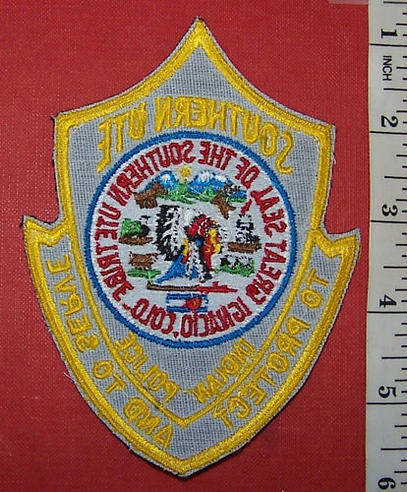 SOUTHERN UTE
GREAT SEAL OF THE SOUTHERN UTE TRIBE
IGNACIO, COLO.
INDIAN
POLICE
TO PROTECT
AND TO SERVE
1
INCH
2
3
4
5
6